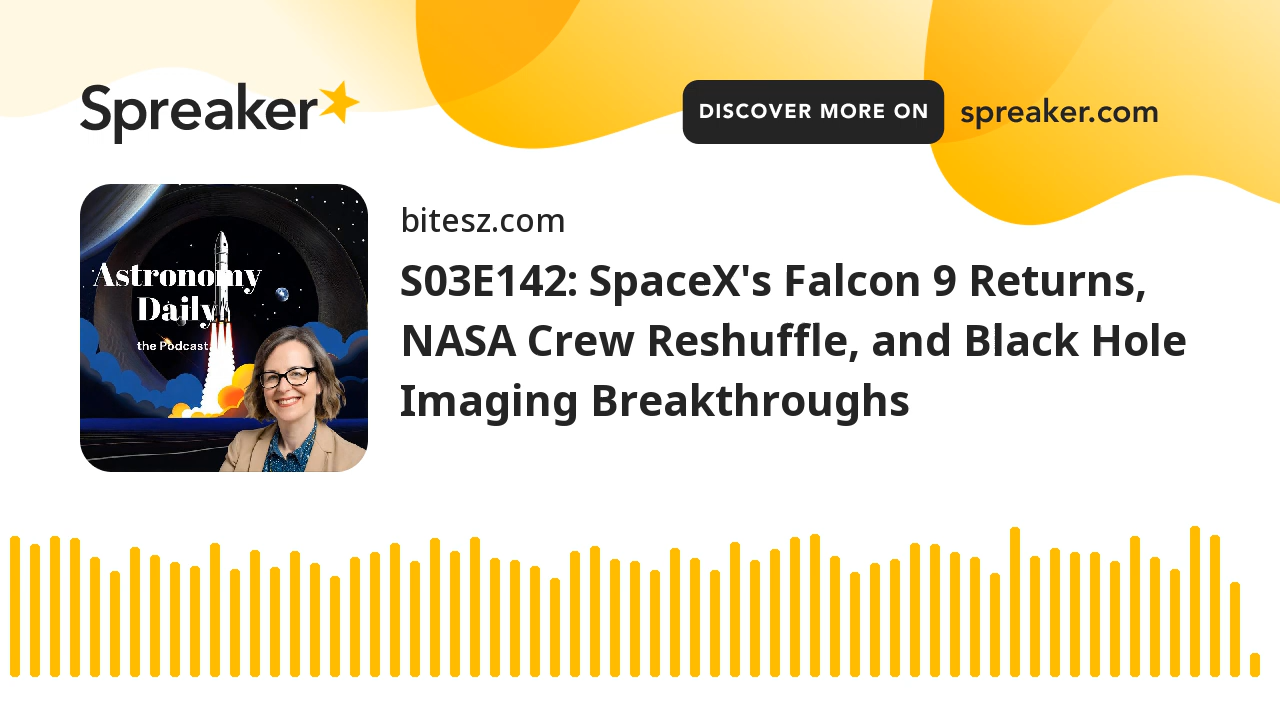 Spreaker
DISCOVER MORE ON
spreaker.com
Astronomy
Daily
the Podcast
bitesz.com
S03E142: SpaceX's Falcon 9 Returns,
NASA Crew Reshuffle, and Black Hole
Imaging Breakthroughs